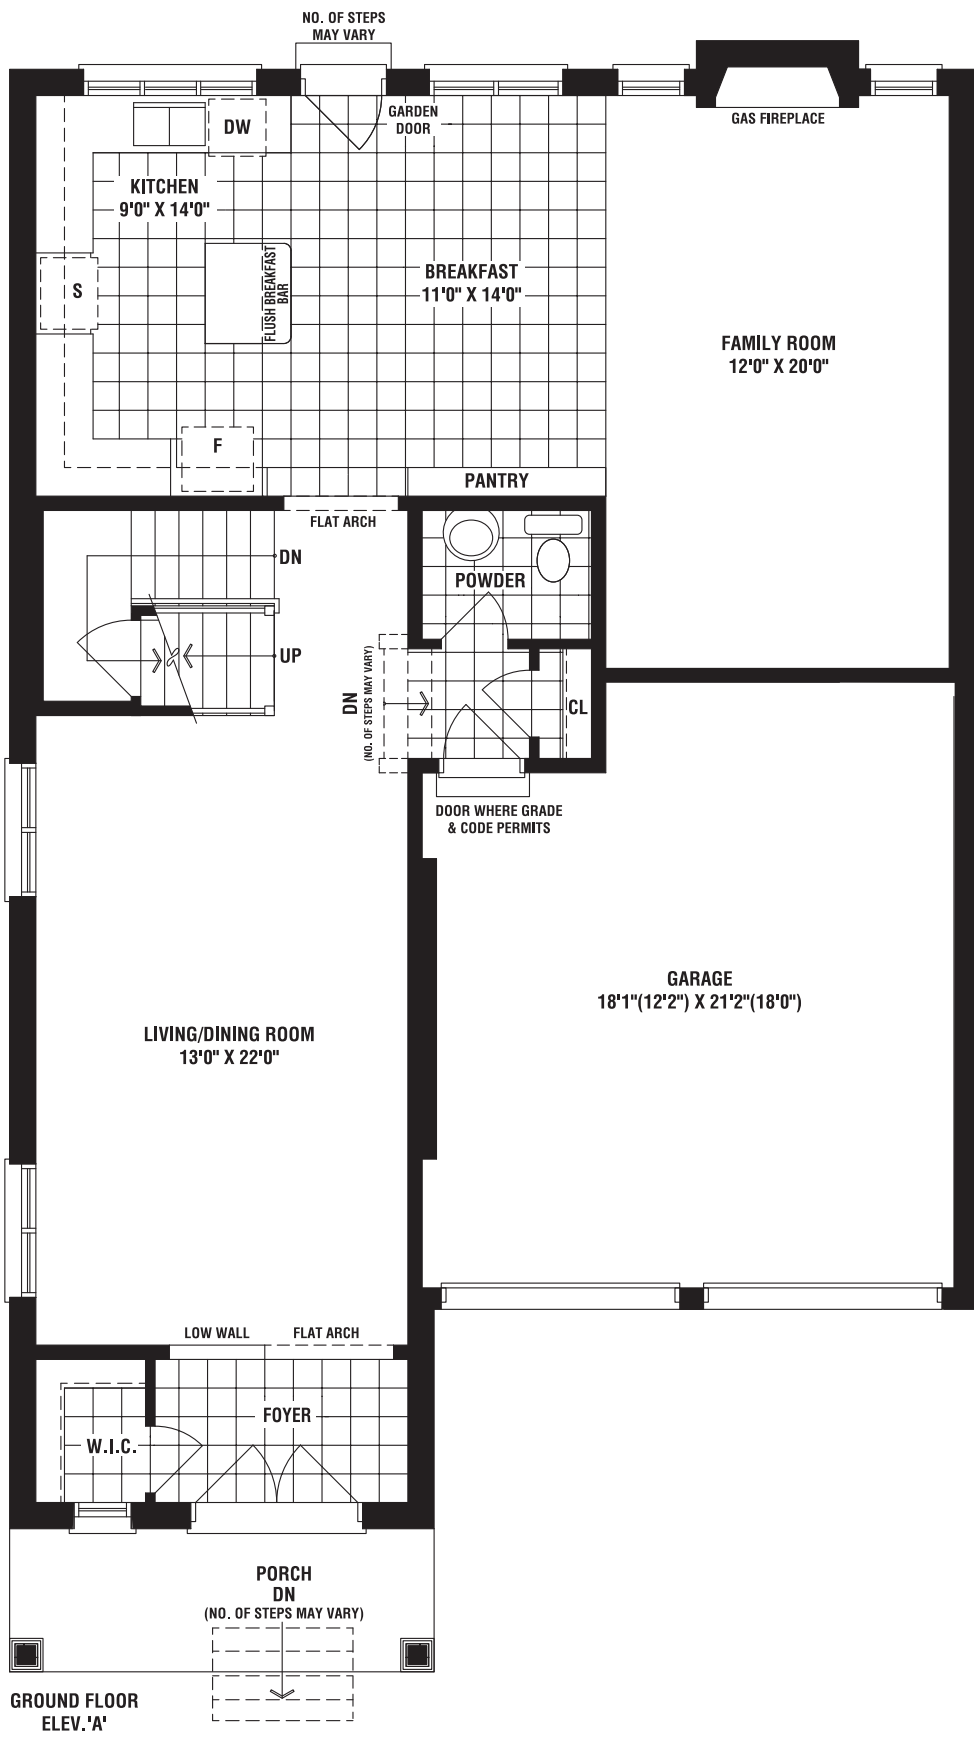 NO. OF STEPS
MAY VARY
DW
GARDEN
DOOR
GAS FIREPLACE
KITCHEN
9'0" X 14'0"
S
FLUSH BREAKFAST
BAR
BREAKFAST
11'0" X 14'0"
FAMILY ROOM
12'0" X 20'0"
F
PANTRY
FLAT ARCH
DN
POWDER
UP
DN
(NO. OF STEPS MAY VARY)
CL
DOOR WHERE GRADE
& CODE PERMITS
GARAGE
18'1"(12'2") X 21'2"(18'0")
LIVING/DINING ROOM
13'0" X 22'0"
LOW WALL
FLAT ARCH
FOYER
W.I.C.
PORCH
DN
(NO. OF STEPS MAY VARY)
GROUND FLOOR
ELEV. 'A'